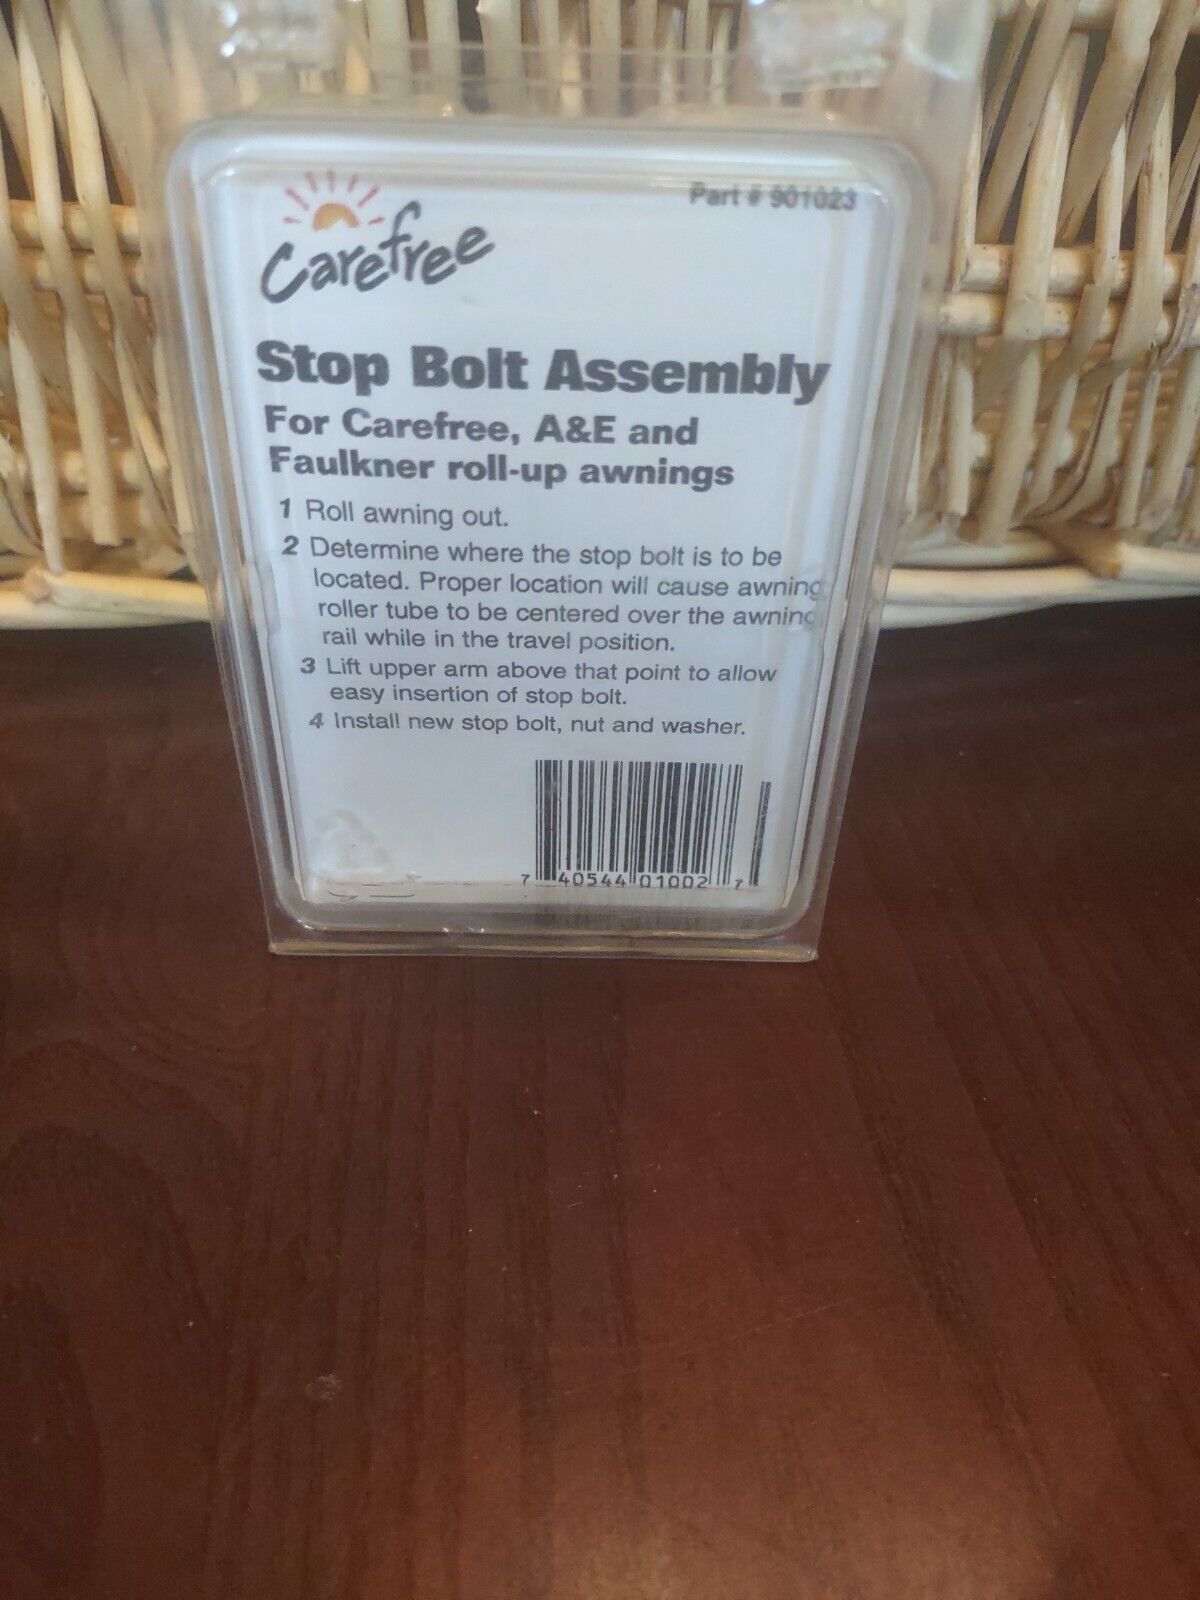 Carefree
Part # 901023
Stop Bolt Assembly
For Carefree, A&E and
Faulkner roll-up awnings
1 Roll awning out.
2 Determine where the stop bolt is to be
located. Proper location will cause awning
roller tube to be centered over the awning
rail while in the travel position.
3 Lift upper arm above that point to allow
easy insertion of stop bolt.
4 Install new stop bolt, nut and washer.
7 40544 01002 7